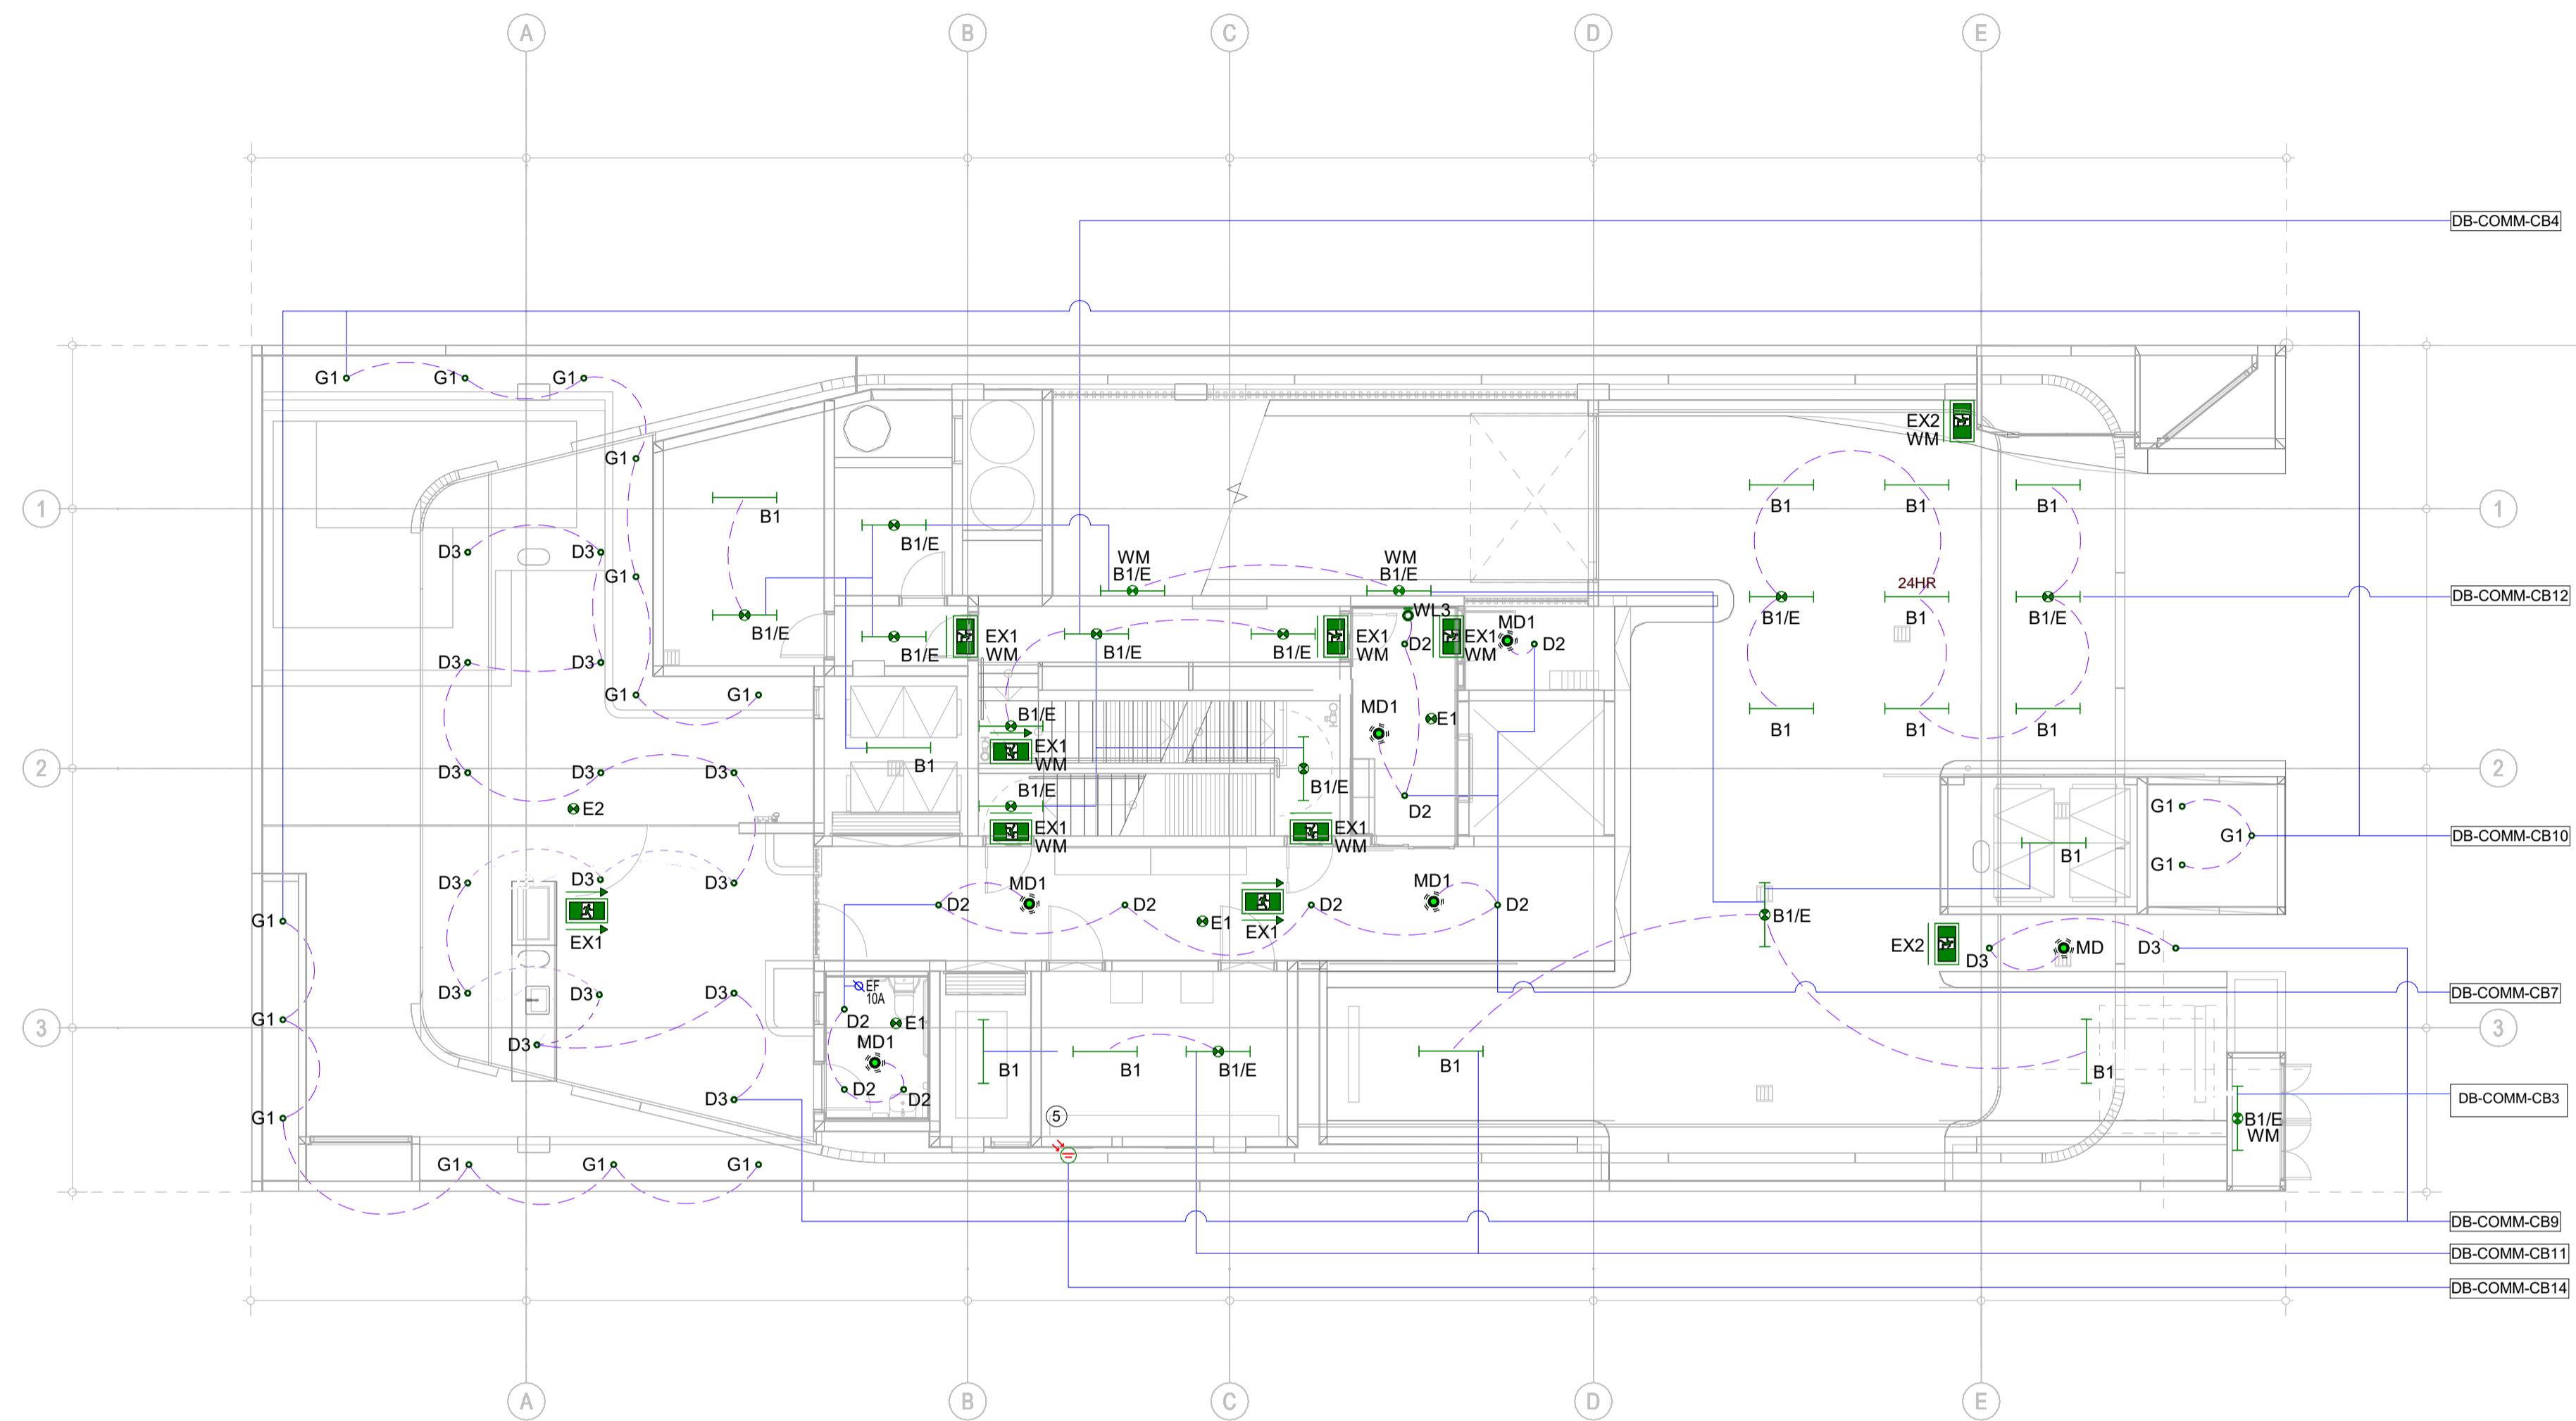 A
B
C
D
E
DB-COMM-CB4
G1
G1
G1
EX2
WM
G1
B1
B1
B1
B1
1
1
B1/E
WM
B1/E
WM
B1/E
D3
D3
G1
24HR
DB-COMM-CB12
B1/E
B1/E
B1
B1/E
WL3
MD1
EX1
WM
B1/E
B1/E
B1/E
EX1
WM
D2
EX1
WM
D2
D3
D3
G1
G1
B1/E
MD1
E1
B1
B1
B1
EX1
WM
B1
2
D3
D3
D3
B1/E
2
E2
B1/E
D2
G1
EX1
WM
EX1
WM
G1
DB-COMM-CB10
B1
G1
D3
D3
D3
MD1
MD1
D2
D2
D2
D2
G1
E1
B1/E
EX1
EX1
EX2
D3
MD
D3
D3
D3
D3
EF
10A
DB-COMM-CB7
G1
D2
E1
3
3
D3
MD1
B1
B1
B1/E
B1
B1
D3
D2
D2
DB-COMM-CB3
G1
5
B1/E
WM
G1
G1
G1
DB-COMM-CB9
DB-COMM-CB11
DB-COMM-CB14
A
B
C
D
E